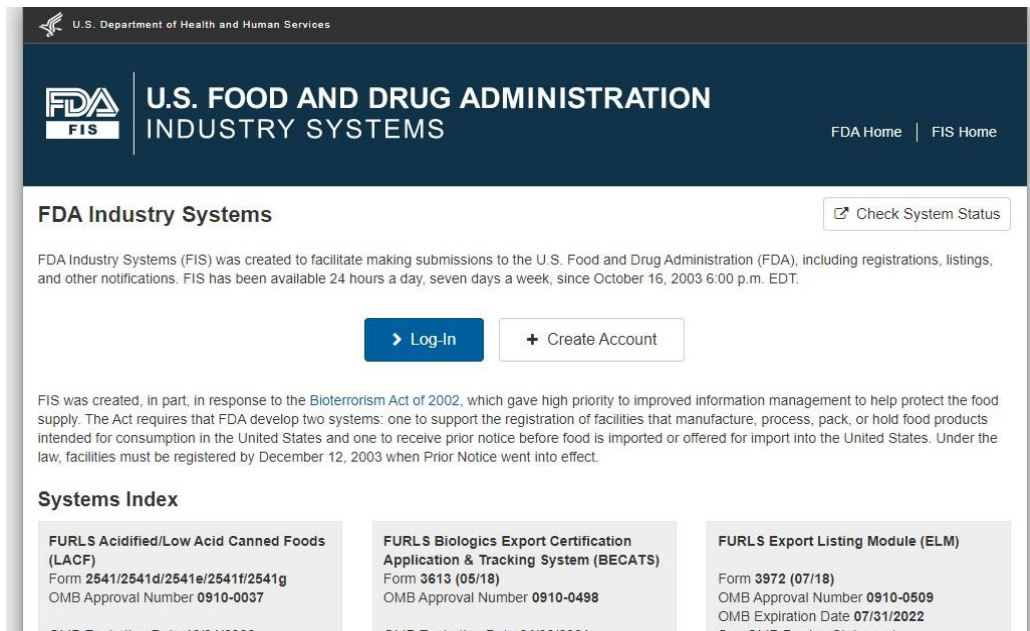 U.S. Department of Health and Human Services
FDA
FIS
U.S. FOOD AND DRUG ADMINISTRATION
INDUSTRY SYSTEMS
FDA Home
FIS Home
FDA Industry Systems
Check System Status
FDA Industry Systems (FIS) was created to facilitate making submissions to the U.S. Food and Drug Administration (FDA), including registrations, listings,
and other notifications. FIS has been available 24 hours a day, seven days a week, since October 16, 2003 6:00 p.m. EDT.
Log-In
Create Account
FIS was created, in part, in response to the Bioterrorism Act of 2002, which gave high priority to improved information management to help protect the food
supply. The Act requires that FDA develop two systems: one to support the registration of facilities that manufacture, process, pack, or hold food products
intended for consumption in the United States and one to receive prior notice before food is imported or offered for import into the United States. Under the
law, facilities must be registered by December 12, 2003 when Prior Notice went into effect.
Systems Index
FURLS Acidified/Low Acid Canned Foods
(LACF)
Form 2541/2541d/2541e/2541f/2541g
OMB Approval Number 0910-0037
FURLS Biologics Export Certification
Application & Tracking System (BECATS)
Form 3613 (05/18)
OMB Approval Number 0910-0498
FURLS Export Listing Module (ELM)
Form 3972 (07/18)
OMB Approval Number 0910-0509
OMB Expiration Date 07/31/2022